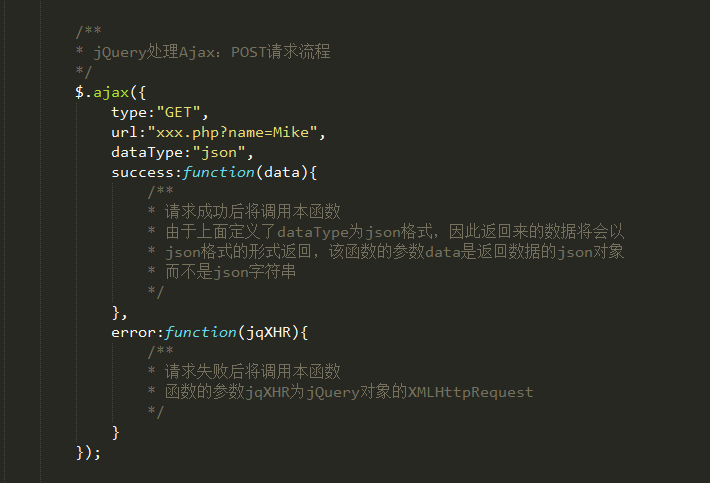 /**
* jQuery处理Ajax：POST请求流程
*/
$.ajax({
type:"GET",
url:"xxx.php?name=Mike",
dataType:"json",
success:function(data){
/**
* 请求成功后将调用本函数
* 由于上面定义了dataType为json格式，因此返回来的数据将会以
* json格式的形式返回，该函数的参数data是返回数据的json对象
* 而不是json字符串
*/
},
error:function(jqXHR){
/**
* 请求失败后将调用本函数
* 函数的参数jqXHR为jQuery对象的XMLHttpRequest
*/
}
});